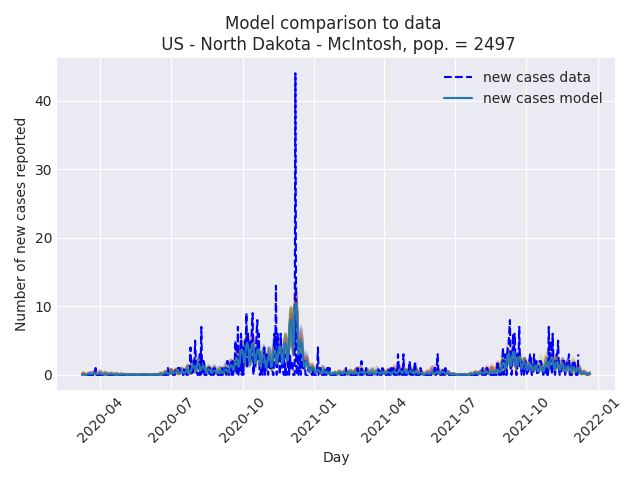 Model comparison to data
US - North Dakota - McIntosh, pop. = 2497
new cases data
new cases model
Number of new cases reported
40
30
20
10
0
2020-04
2020-07
2020-10
2021-01
2021-04
2021-07
2021-10
2022-01
Day